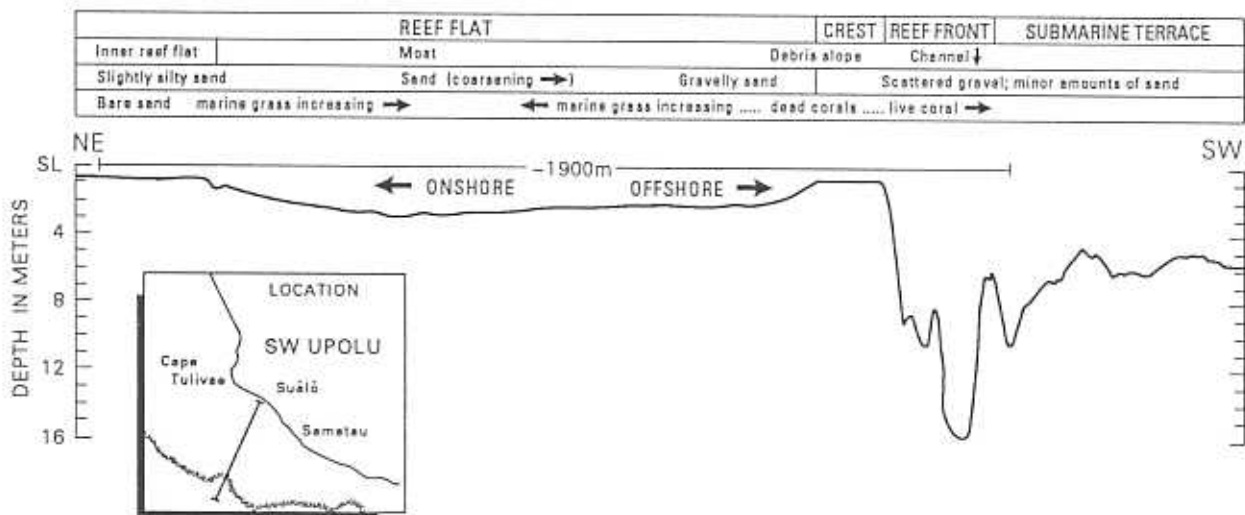 REEF FLAT CREST REEF FRONT SUBMARINE TERRACE
Inner reef flat Moat Debris slope Channel ↓
Slightly silty sand Sand (coarsening →) Gravelly sand Scattered gravel; minor amounts of sand
Bare sand marine grass increasing → ← marine grass increasing ..... dead corals ..... live coral →
NE SW
SL ~1900m
← ONSHORE OFFSHORE →
DEPTH IN METERS
4
8
12
16
LOCATION
SW UPOLU
Cape
Tulivae
Suālō
Samatau